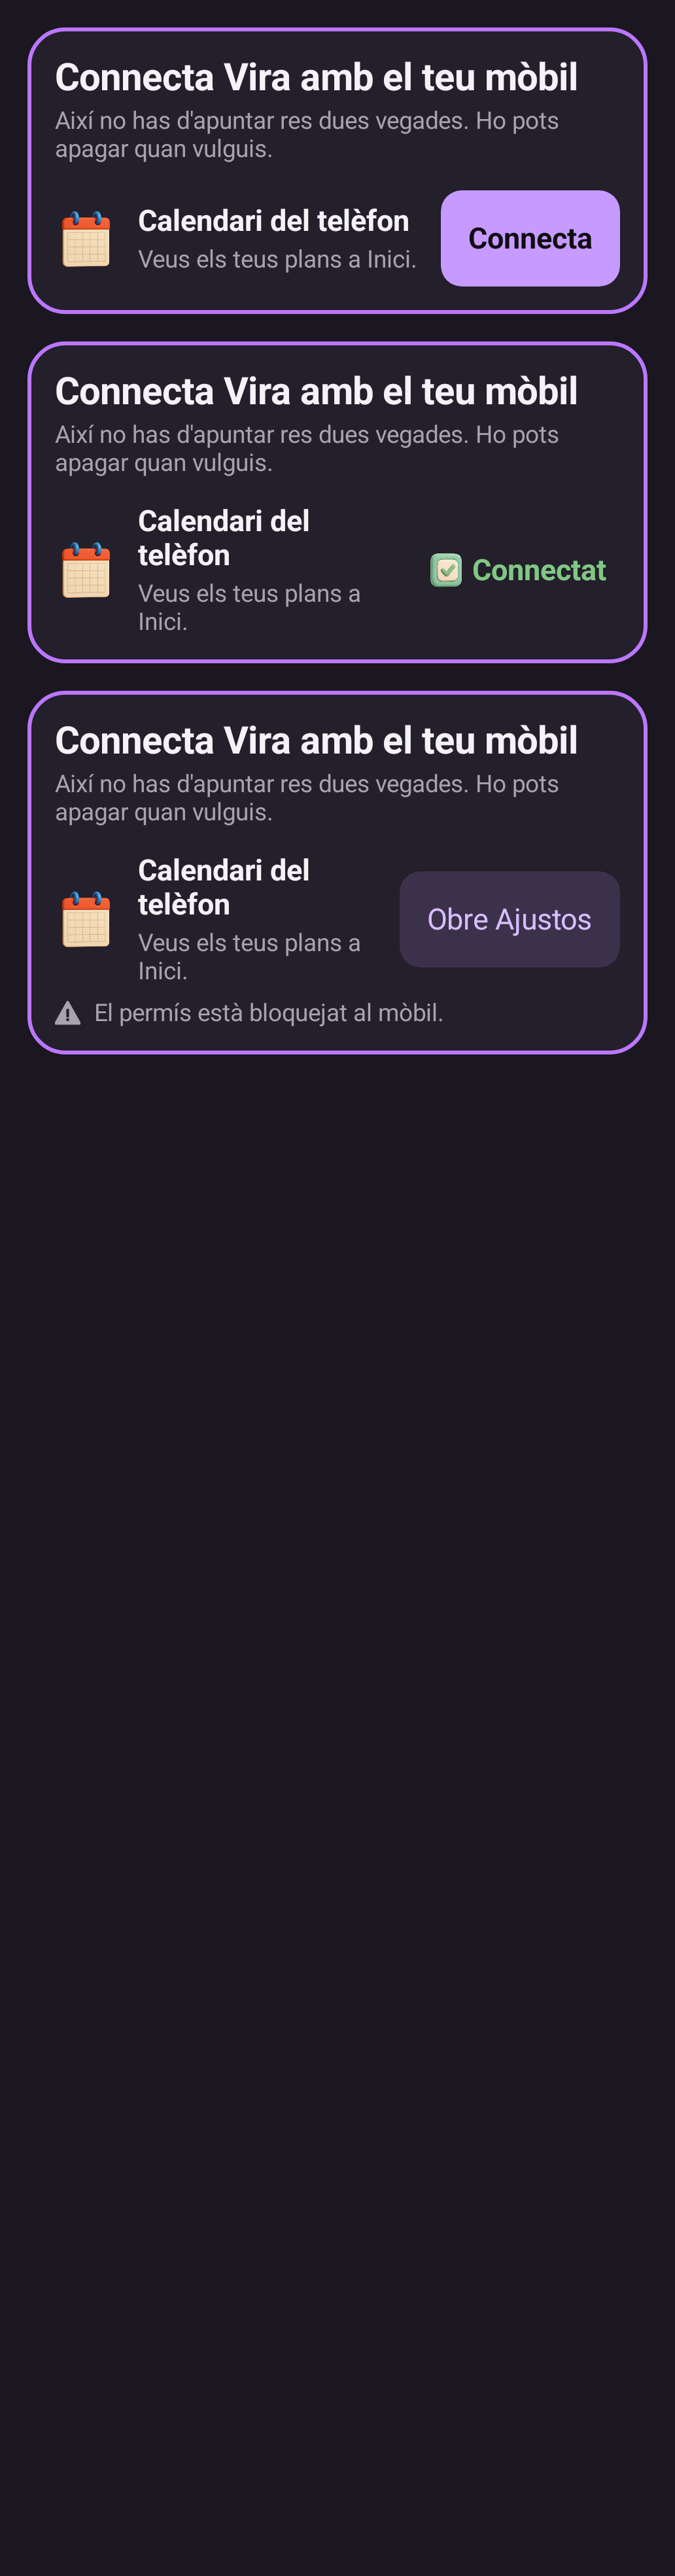 Connecta Vira amb el teu mòbil
Així no has d'apuntar res dues vegades. Ho pots
apagar quan vulguis.
Calendari del telèfon
Veus els teus plans a Inici.
Connecta
Connecta Vira amb el teu mòbil
Així no has d'apuntar res dues vegades. Ho pots
apagar quan vulguis.
Calendari del
telèfon
Veus els teus plans a
Inici.
Connectat
Connecta Vira amb el teu mòbil
Així no has d'apuntar res dues vegades. Ho pots
apagar quan vulguis.
Calendari del
telèfon
Veus els teus plans a
Inici.
Obre Ajustos
El permís està bloquejat al mòbil.